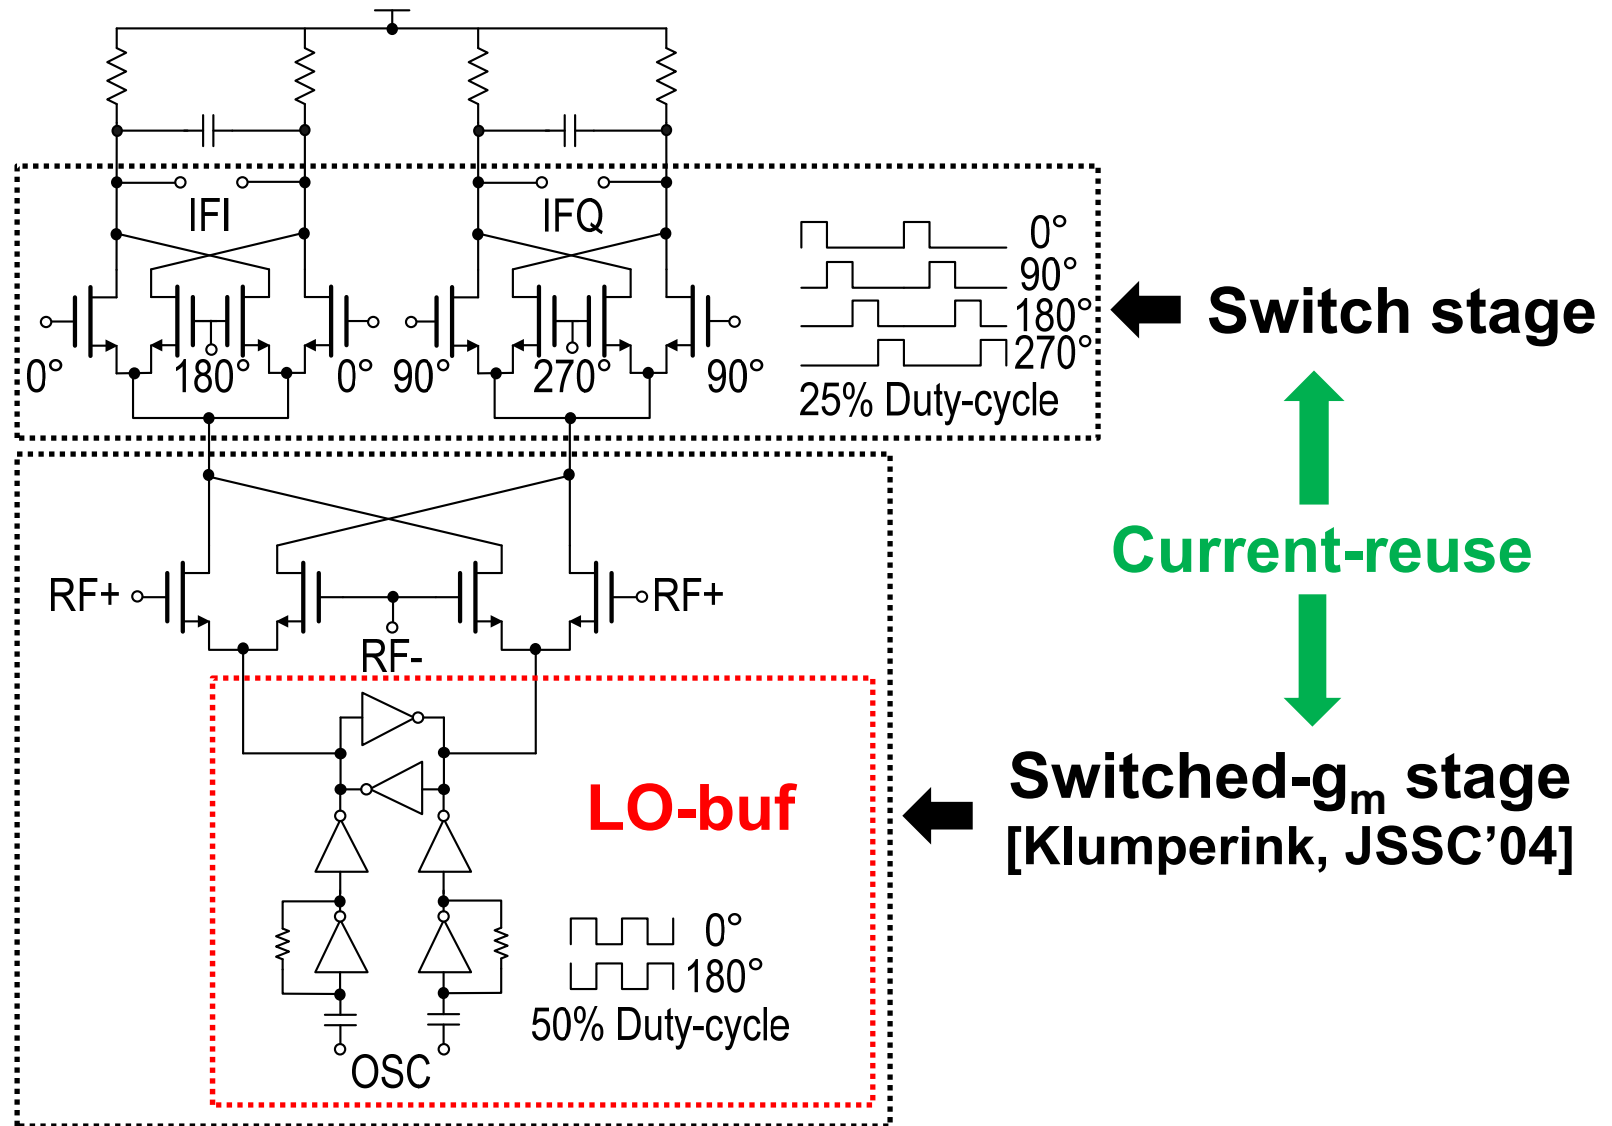 IFI
IFQ
0°
90°
180°
270°
25% Duty-cycle
0°
180°
0°
90°
270°
90°
Switch stage
Current-reuse
RF+
RF-
RF+
LO-buf
0°
180°
50% Duty-cycle
OSC
Switched-gm stage
[Klumperink, JSSC’04]